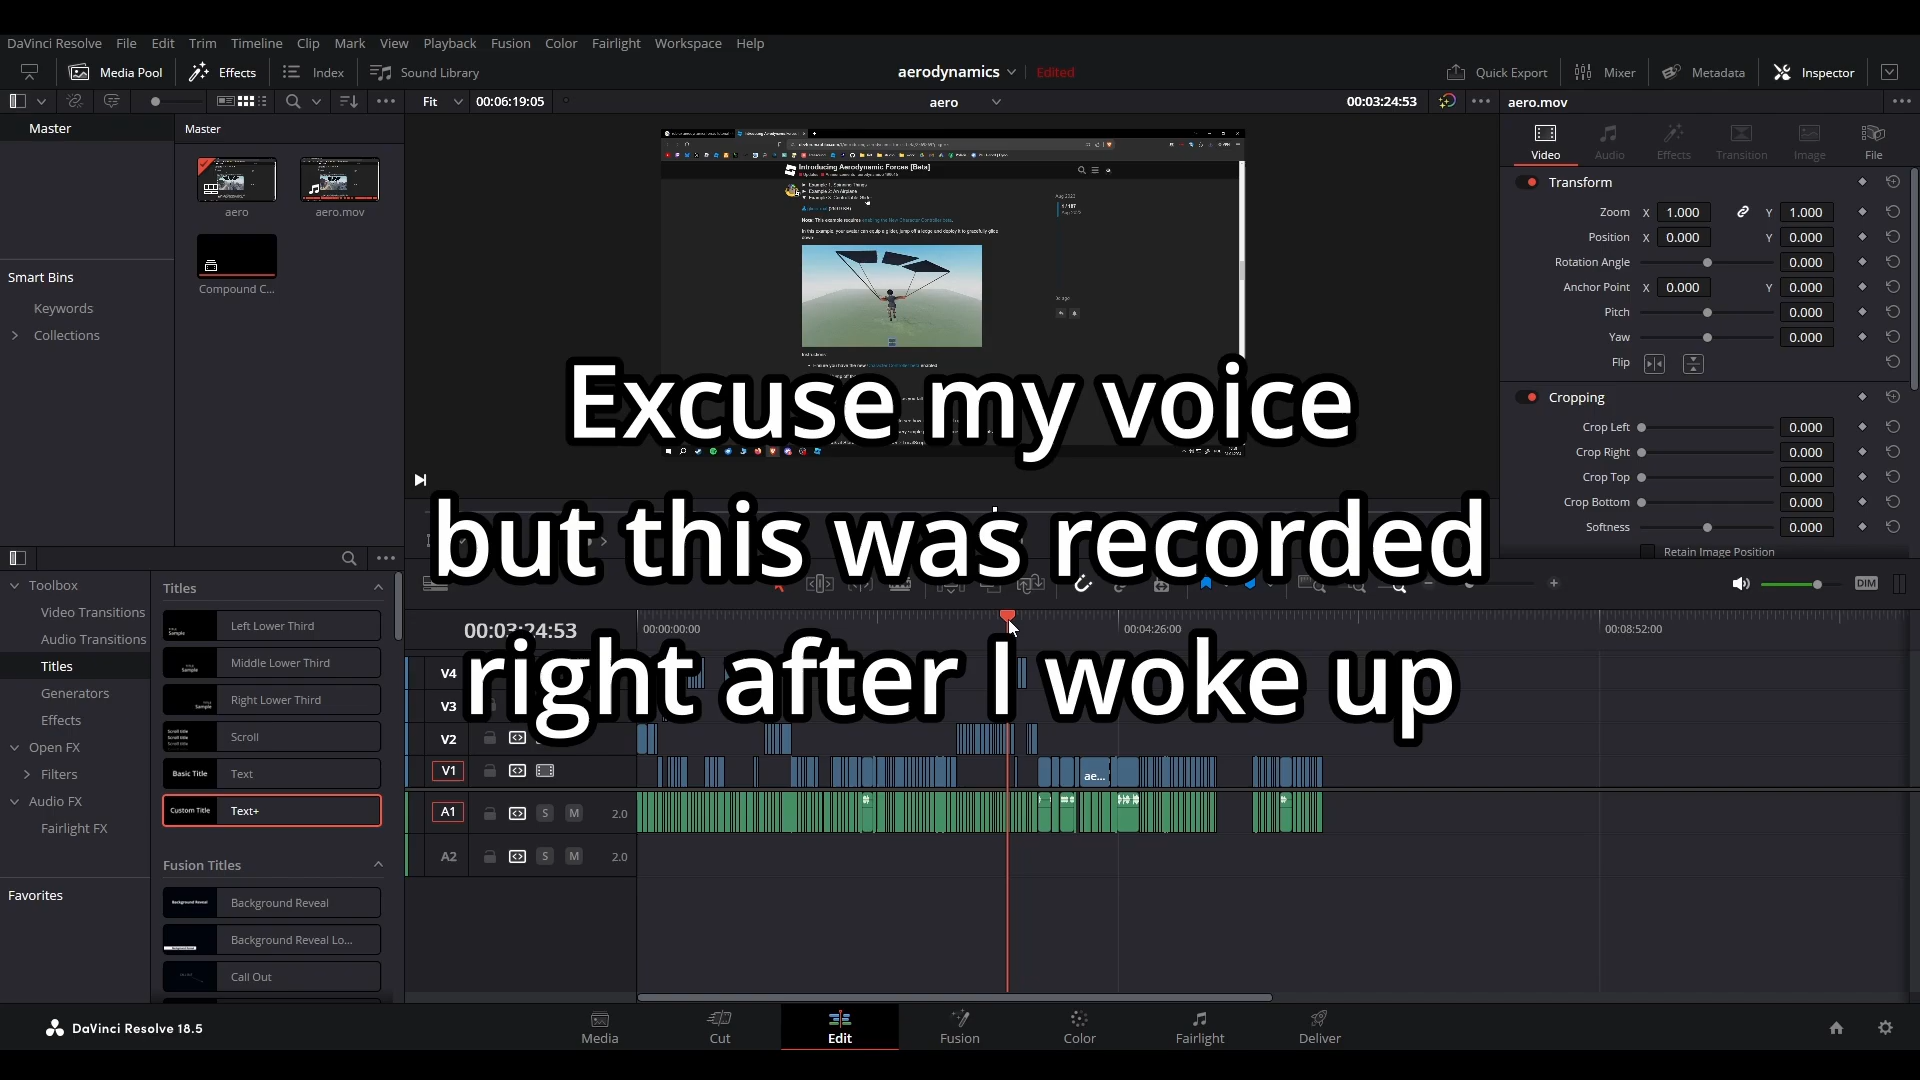 DaVinci Resolve File Edit Trim Timeline Clip Mark View Playback Fusion Color Fairlight Workspace Help
Media Pool Effects Index Sound Library aerodynamics Edited Quick Export Mixer Metadata Inspector
Fit 00:06:19:05 aero 00:03:24:53 aero.mov
Master
Master
aero
aero.mov
Compound C...
Smart Bins
Keywords
Collections
Introducing Aerodynamic Forces [Beta]
Video Audio Effects Transition Image File
Transform
Zoom X 1.000 Y 1.000
Position X 0.000 Y 0.000
Rotation Angle 0.000
Anchor Point X 0.000 Y 0.000
Pitch 0.000
Yaw 0.000
Flip
Cropping
Crop Left 0.000
Crop Right 0.000
Crop Top 0.000
Crop Bottom 0.000
Softness 0.000
Retain Image Position
Excuse my voice
but this was recorded
right after I woke up
Toolbox
Video Transitions
Audio Transitions
Titles
Generators
Effects
Open FX
Filters
Audio FX
Fairlight FX
Favorites
Titles
Left Lower Third
Middle Lower Third
Right Lower Third
Scroll
Basic Title Text
Custom Title Text+
Fusion Titles
Background Reveal Background Reveal
Background Reveal Lo...
Call Out
DIM
00:03:24:53 00:00:00:00 00:04:26:00 00:08:52:00
V4
V3
V2
V1 ae...
A1 S M 2.0
A2 S M 2.0
DaVinci Resolve 18.5
Media Cut Edit Fusion Color Fairlight Deliver